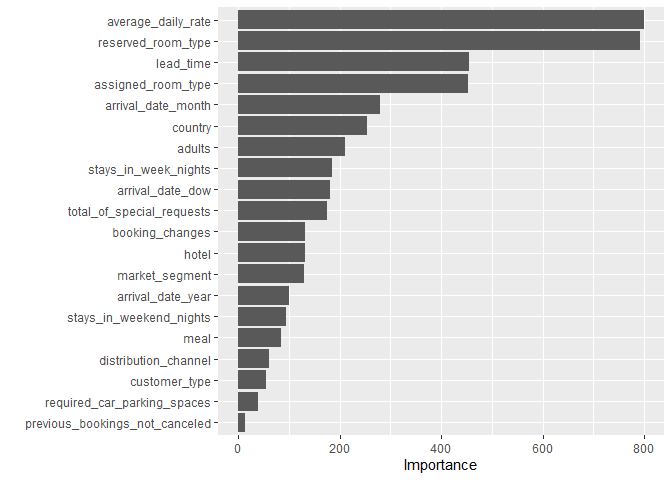 average_daily_rate
reserved_room_type
lead_time
assigned_room_type
arrival_date_month
country
adults
stays_in_week_nights
arrival_date_dow
total_of_special_requests
booking_changes
hotel
market_segment
arrival_date_year
stays_in_weekend_nights
meal
distribution_channel
customer_type
required_car_parking_spaces
previous_bookings_not_canceled
0 200 400 600 800
Importance